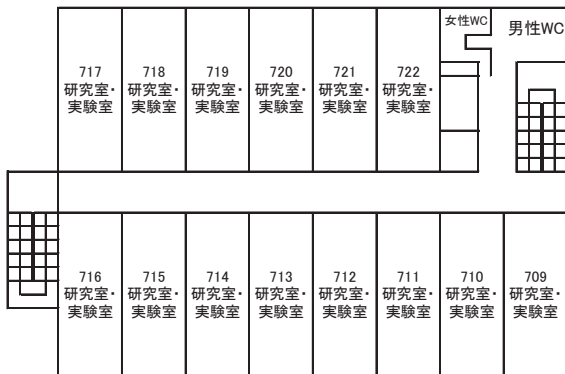 女性WC
男性WC
717
研究室・
実験室
718
研究室・
実験室
719
研究室・
実験室
720
研究室・
実験室
721
研究室・
実験室
722
研究室・
実験室
716
研究室・
実験室
715
研究室・
実験室
714
研究室・
実験室
713
研究室・
実験室
712
研究室・
実験室
711
研究室・
実験室
710
研究室・
実験室
709
研究室・
実験室